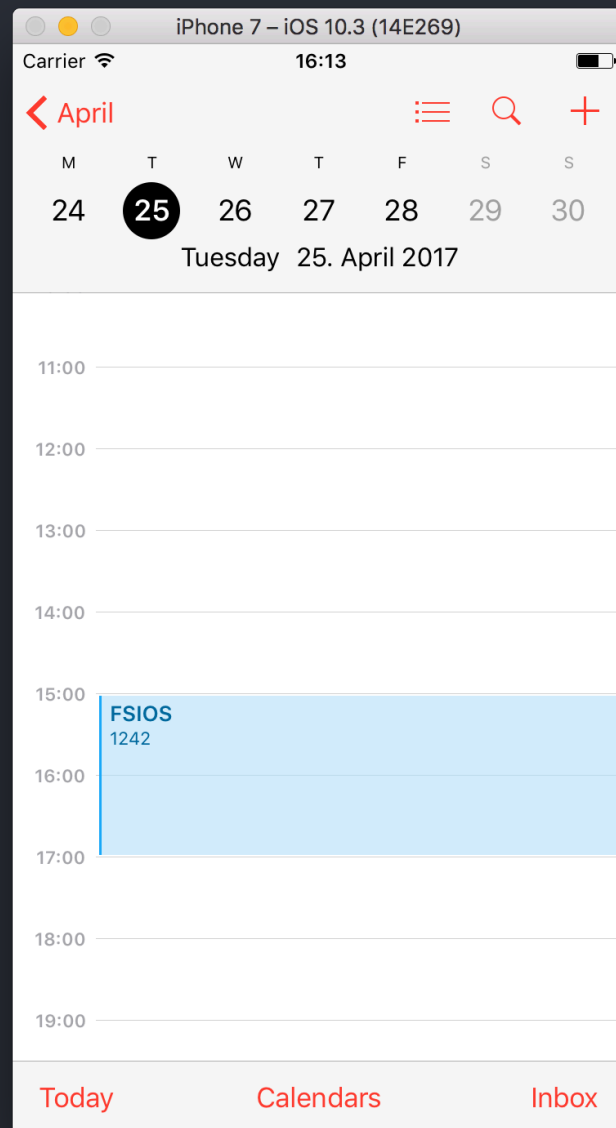 iPhone 7 – iOS 10.3 (14E269)
Carrier 16:13
April
M T W T F S S
24 25 26 27 28 29 30
Tuesday 25. April 2017
11:00
12:00
13:00
14:00
15:00
FSIOS
1242
16:00
17:00
18:00
19:00
Today Calendars Inbox